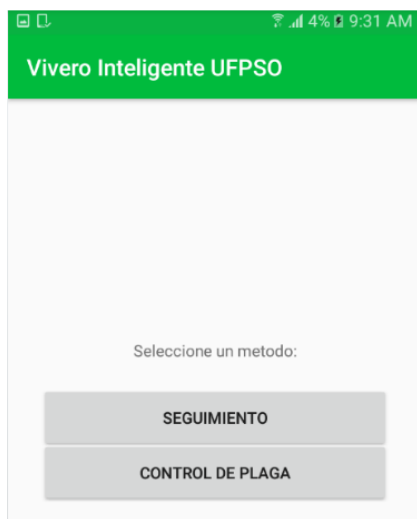 4% 9:31 AM
Vivero Inteligente UFPSO
Seleccione un metodo:
SEGUIMIENTO
CONTROL DE PLAGA